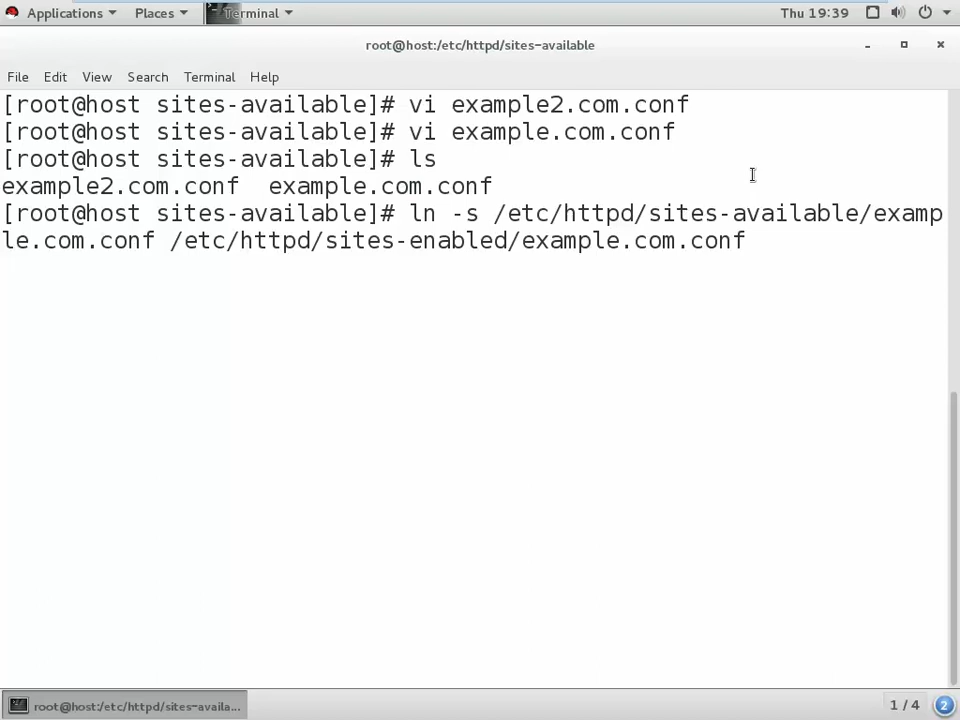 Applications Places Terminal Thu 19:39
root@host:/etc/httpd/sites-available
File Edit View Search Terminal Help
[root@host sites-available]# vi example2.com.conf
[root@host sites-available]# vi example.com.conf
[root@host sites-available]# ls
example2.com.conf  example.com.conf
[root@host sites-available]# ln -s /etc/httpd/sites-available/examp
le.com.conf /etc/httpd/sites-enabled/example.com.conf
root@host:/etc/httpd/sites-availa... 1 / 4 2